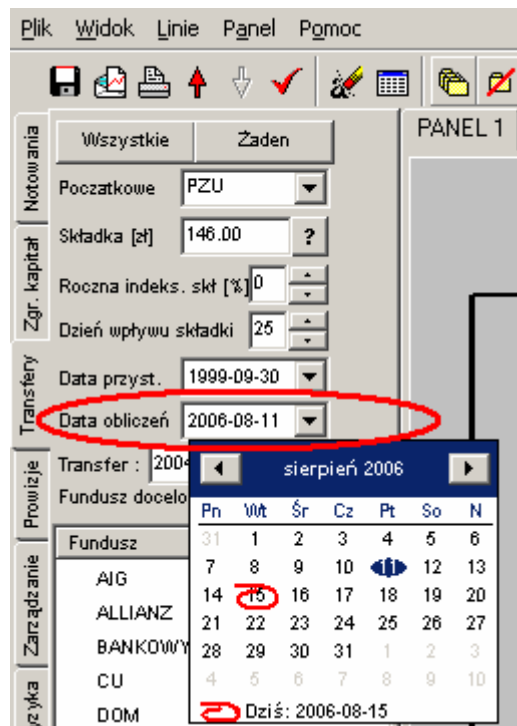 Plik Widok Linie Panel Pomoc
Notowania
Zgr. kapitał
Transfery
Prowizje
Zarządzanie
Wszystkie Żaden
PANEL 1
Początkowe PZU
Składka [zł] 146.00 ?
Roczna indeks. skł [%] 0
Dzień wpływu składki 25
Data przyst. 1999-09-30
Data obliczeń 2006-08-11
Transfer : 2004
Fundusz docelo
Fundusz
AIG
ALLIANZ
BANKOWY
CU
DOM
sierpień 2006
Pn Wt Śr Cz Pt So N
31 1 2 3 4 5 6
7 8 9 10 11 12 13
14 15 16 17 18 19 20
21 22 23 24 25 26 27
28 29 30 31 1 2 3
4 5 6 7 8 9 10
Dziś: 2006-08-15